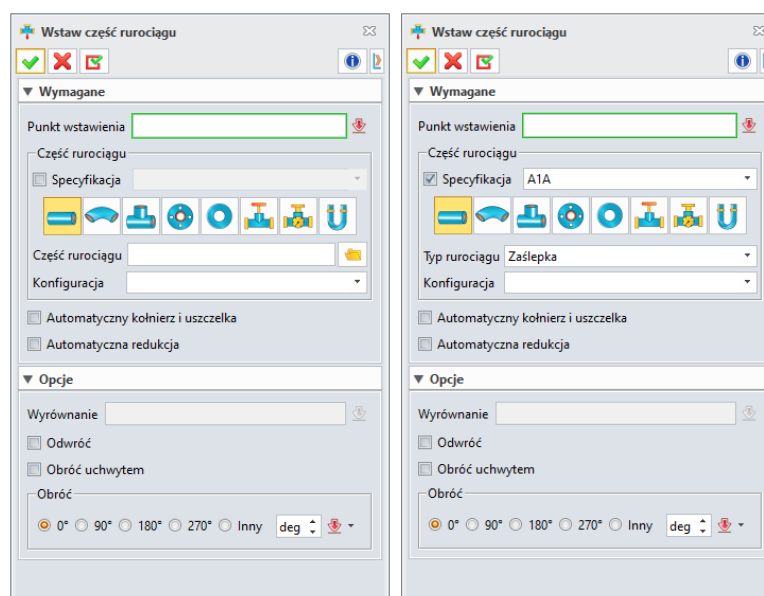 Wstaw część rurociągu
Wymagane
Punkt wstawienia
Część rurociągu
Specyfikacja
Część rurociągu
Konfiguracja
Automatyczny kołnierz i uszczelka
Automatyczna redukcja
Opcje
Wyrównanie
Odwróć
Obróć uchwytem
Obróć
0° 90° 180° 270° Inny deg
Wstaw część rurociągu
Wymagane
Punkt wstawienia
Część rurociągu
Specyfikacja A1A
Typ rurociągu Zaślepka
Konfiguracja
Automatyczny kołnierz i uszczelka
Automatyczna redukcja
Opcje
Wyrównanie
Odwróć
Obróć uchwytem
Obróć
0° 90° 180° 270° Inny deg